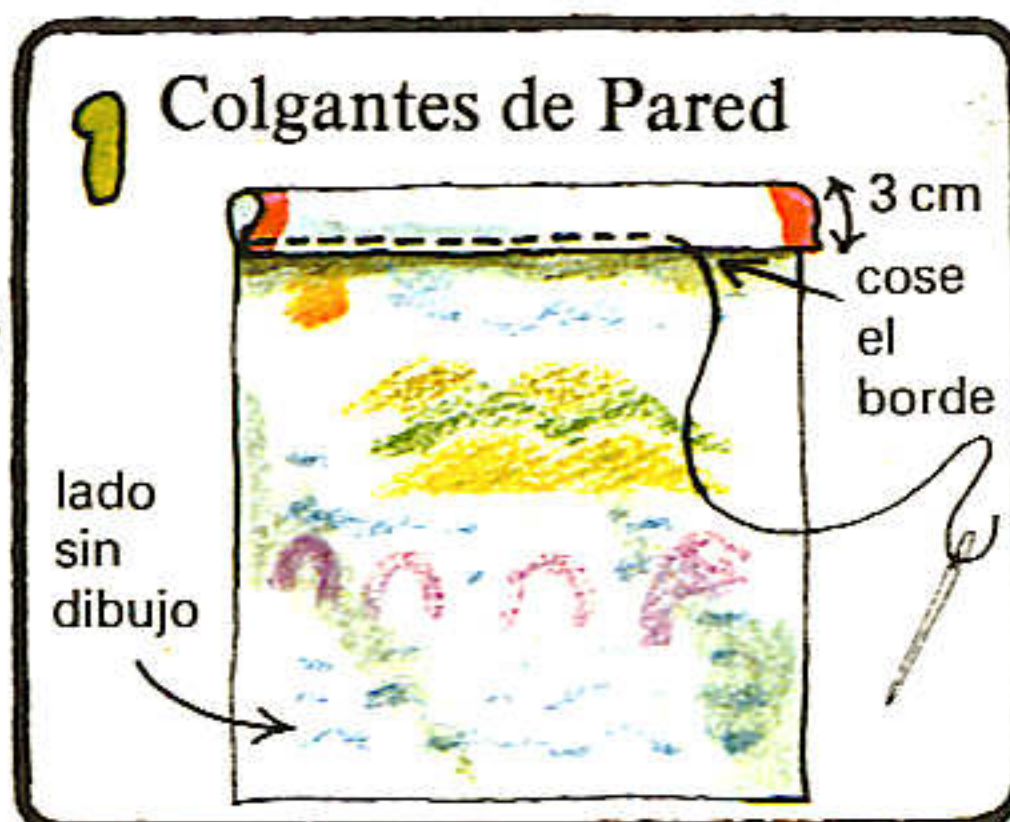 1 Colgantes de Pared
3 cm
cose
el
borde
lado
sin
dibujo